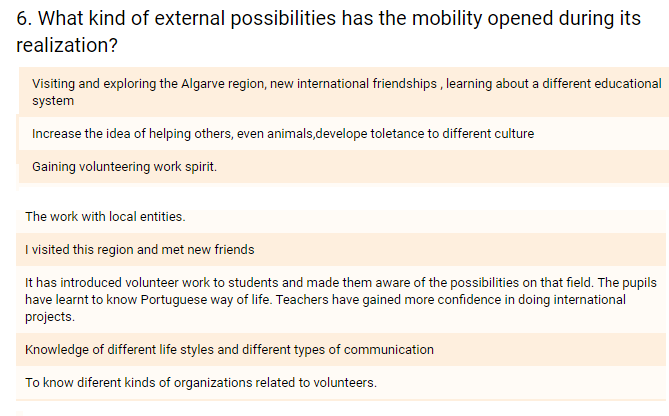 6. What kind of external possibilities has the mobility opened during its
realization?
Visiting and exploring the Algarve region, new international friendships , learning about a different educational
system
Increase the idea of helping others, even animals,develope toletance to different culture
Gaining volunteering work spirit.
The work with local entities.
I visited this region and met new friends
It has introduced volunteer work to students and made them aware of the possibilities on that field. The pupils
have learnt to know Portuguese way of life. Teachers have gained more confidence in doing international
projects.
Knowledge of different life styles and different types of communication
To know diferent kinds of organizations related to volunteers.